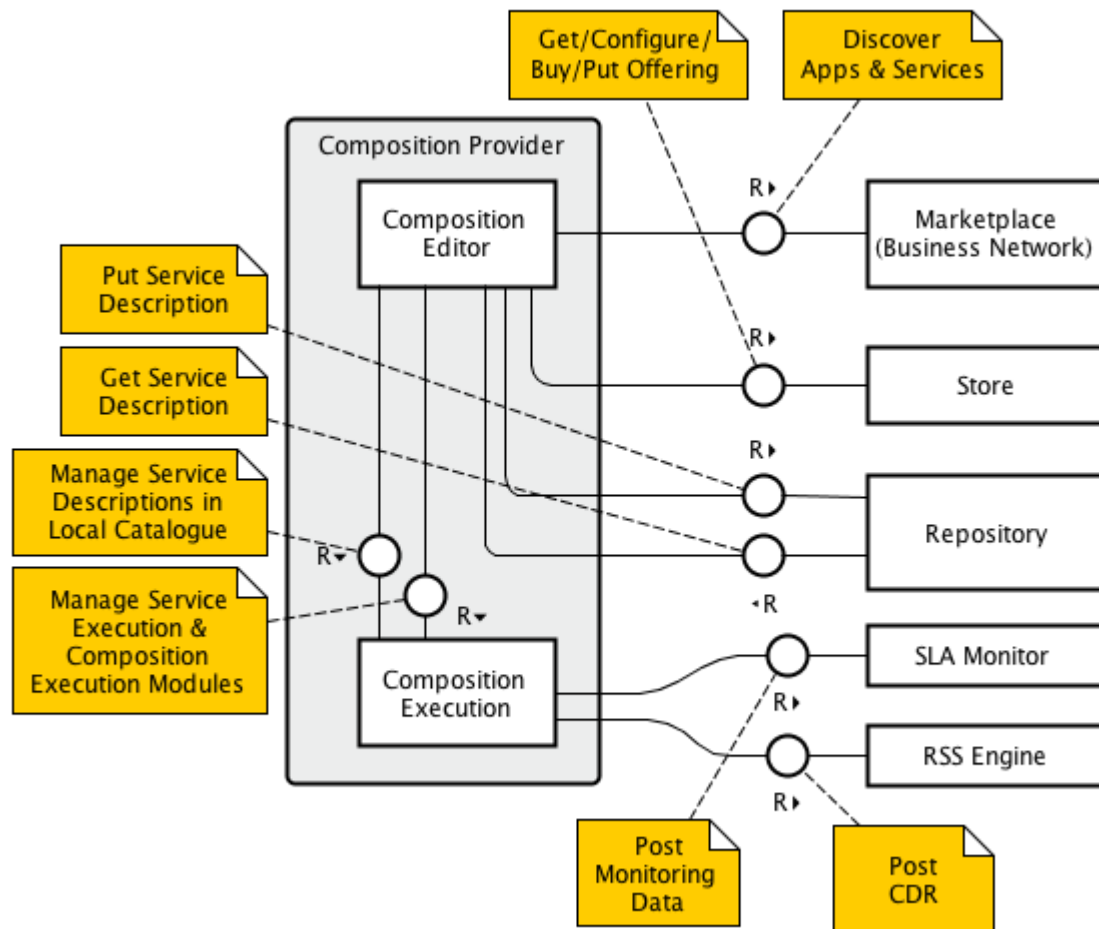 Get/Configure/
Buy/Put Offering
Discover
Apps & Services
Composition Provider
R
Composition
Editor
Marketplace
(Business Network)
Put Service
Description
R
Get Service
Description
Store
R
Manage Service
Descriptions in
Local Catalogue
Repository
R
Manage Service
Execution &
Composition
Execution Modules
R
R
Composition
Execution
SLA Monitor
R
RSS Engine
R
Post
Monitoring
Data
Post
CDR